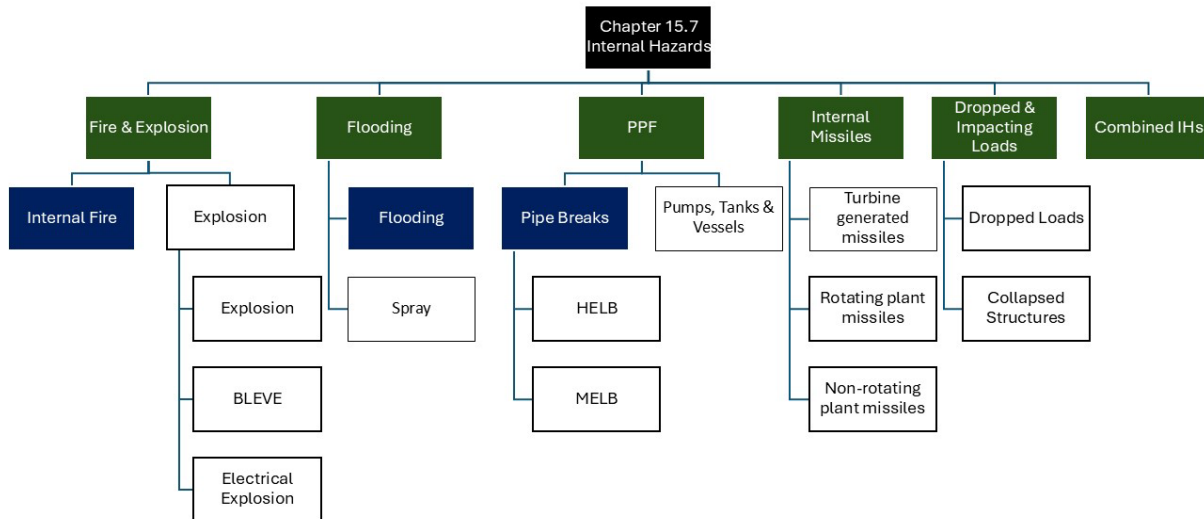 Chapter 15.7
Internal Hazards
Fire & Explosion
Flooding
PPF
Internal
Missiles
Dropped &
Impacting
Loads
Combined IHs
Internal Fire
Explosion
Flooding
Pipe Breaks
Pumps, Tanks &
Vessels
Turbine
generated
missiles
Dropped Loads
Explosion
Spray
HELB
Rotating plant
missiles
Collapsed
Structures
BLEVE
MELB
Non-rotating
plant missiles
Electrical
Explosion